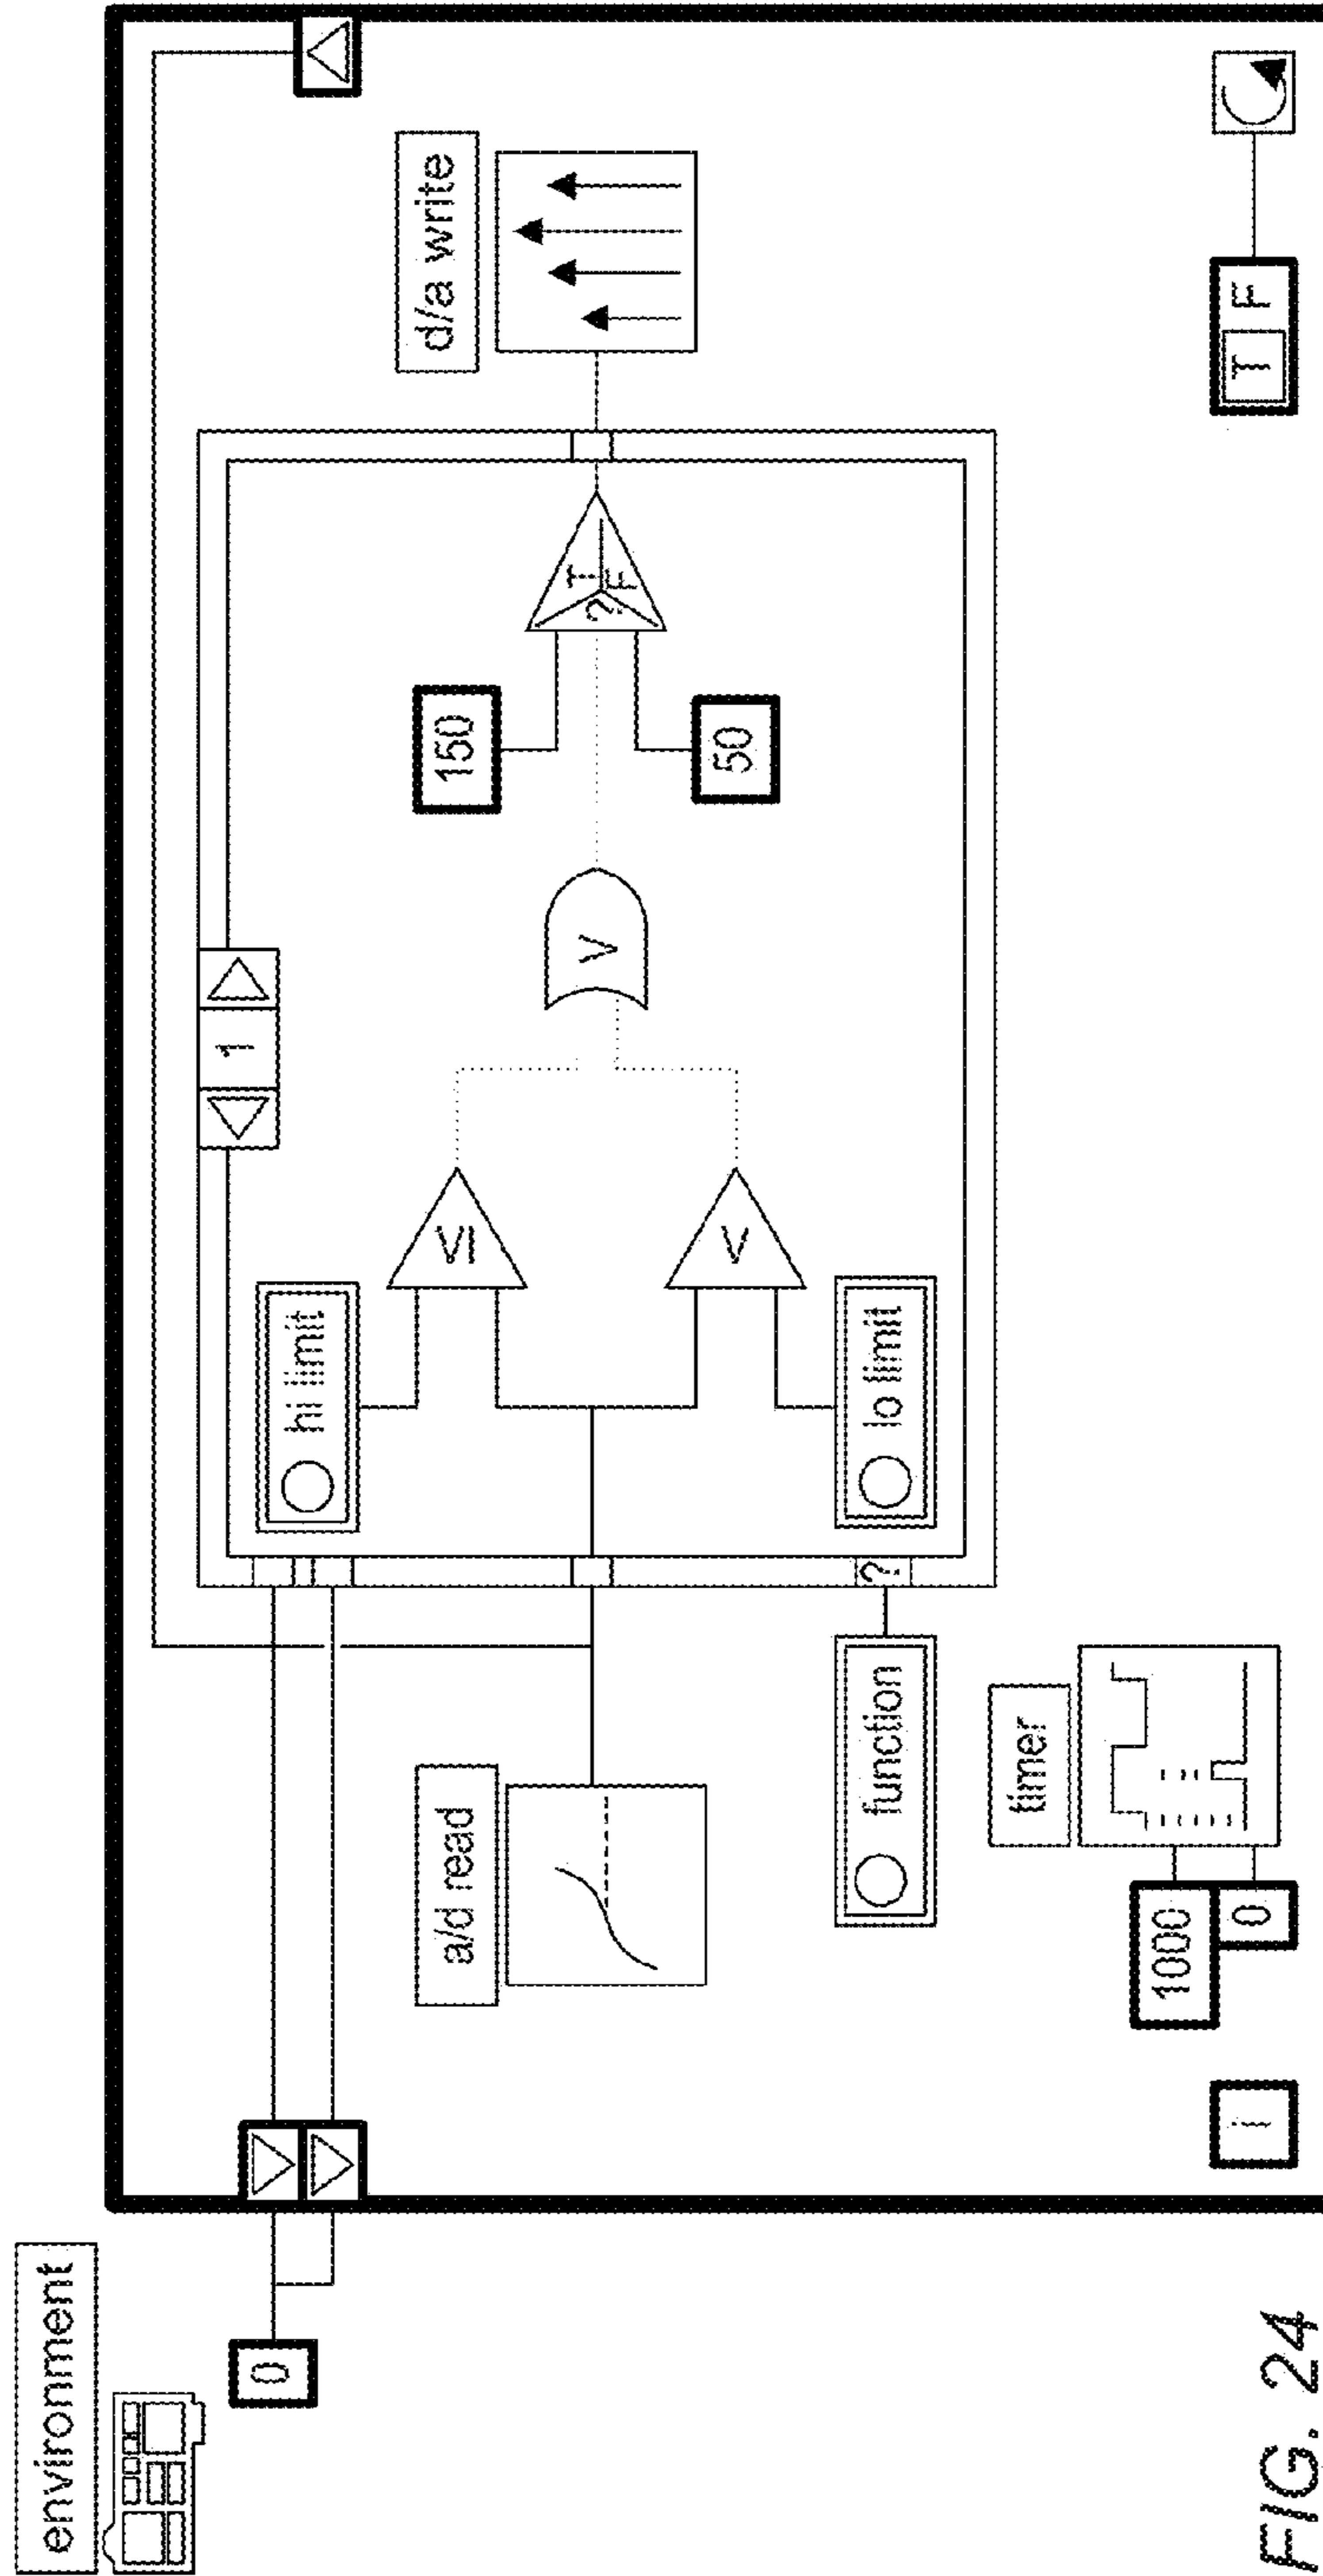 environment
0
1
hi limit
a/d read
≤
150
d/a write
V
? T
F
<
50
function
?
lo limit
timer
1000
0
i
T F
FIG. 24